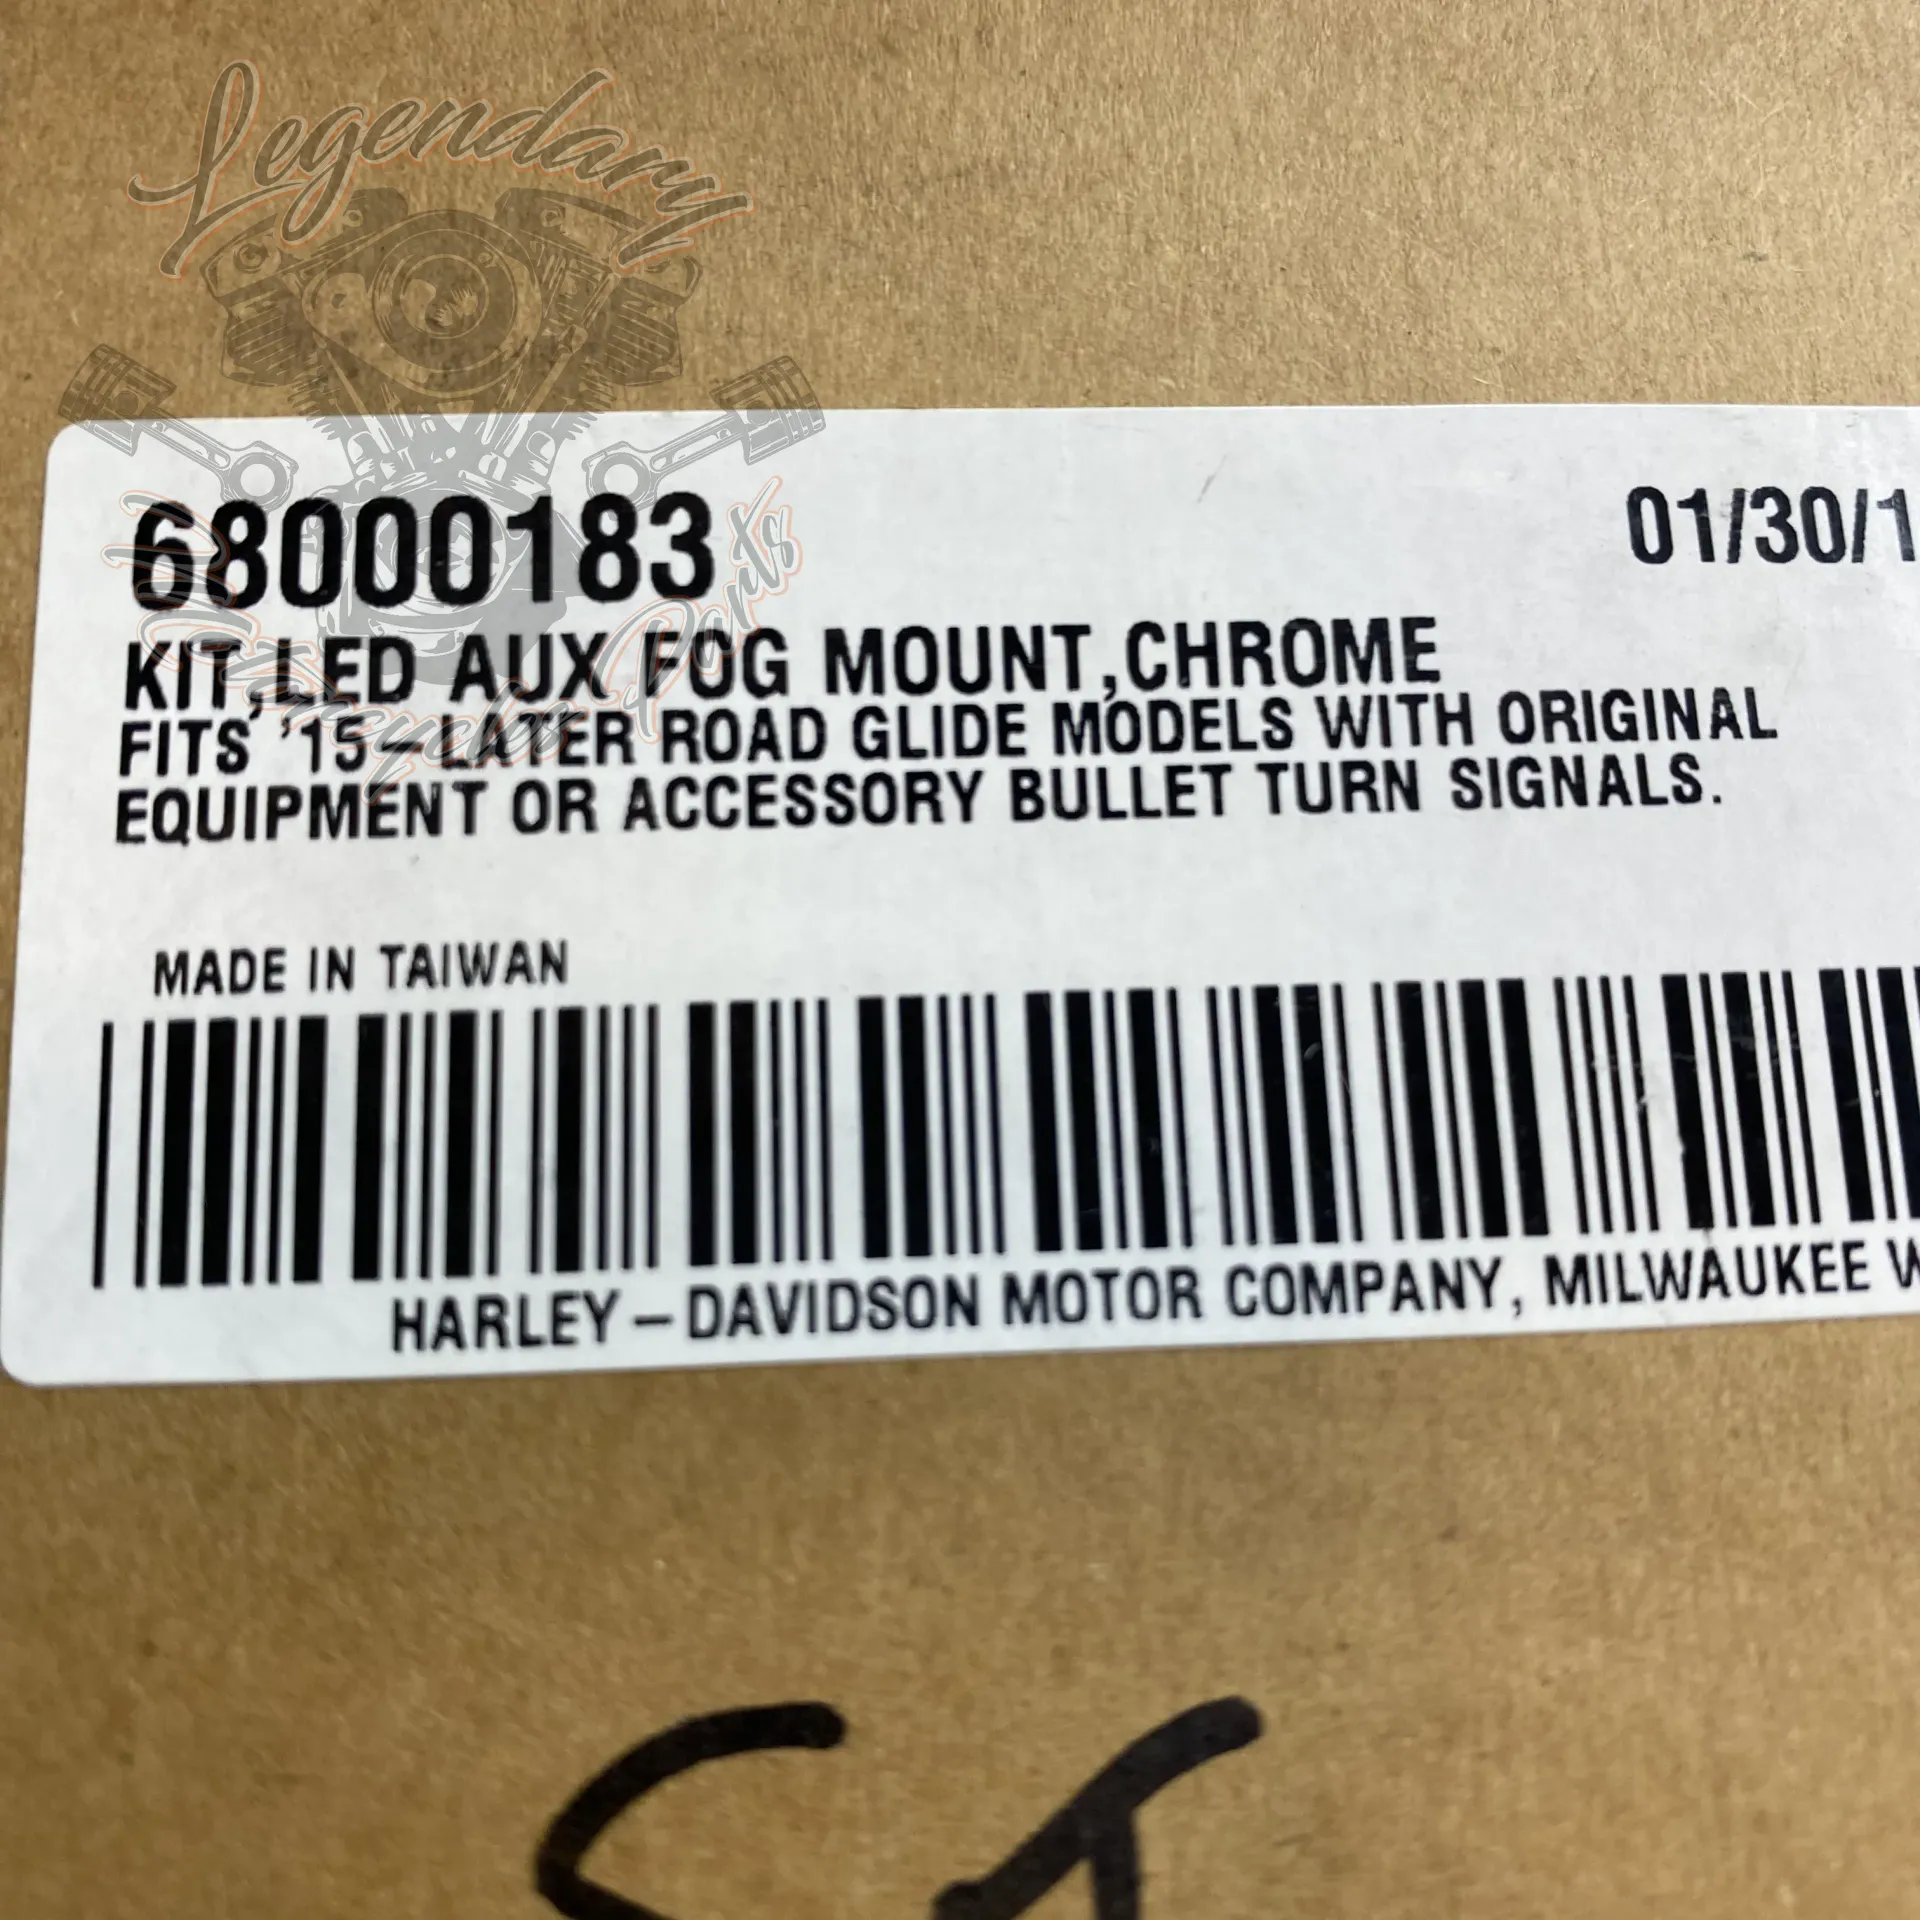 Legendary
68000183
01/30/1
KIT,LED AUX FOG MOUNT,CHROME
FITS '15-LATER ROAD GLIDE MODELS WITH ORIGINAL
EQUIPMENT OR ACCESSORY BULLET TURN SIGNALS.
MADE IN TAIWAN
HARLEY-DAVIDSON MOTOR COMPANY, MILWAUKEE W
Parts